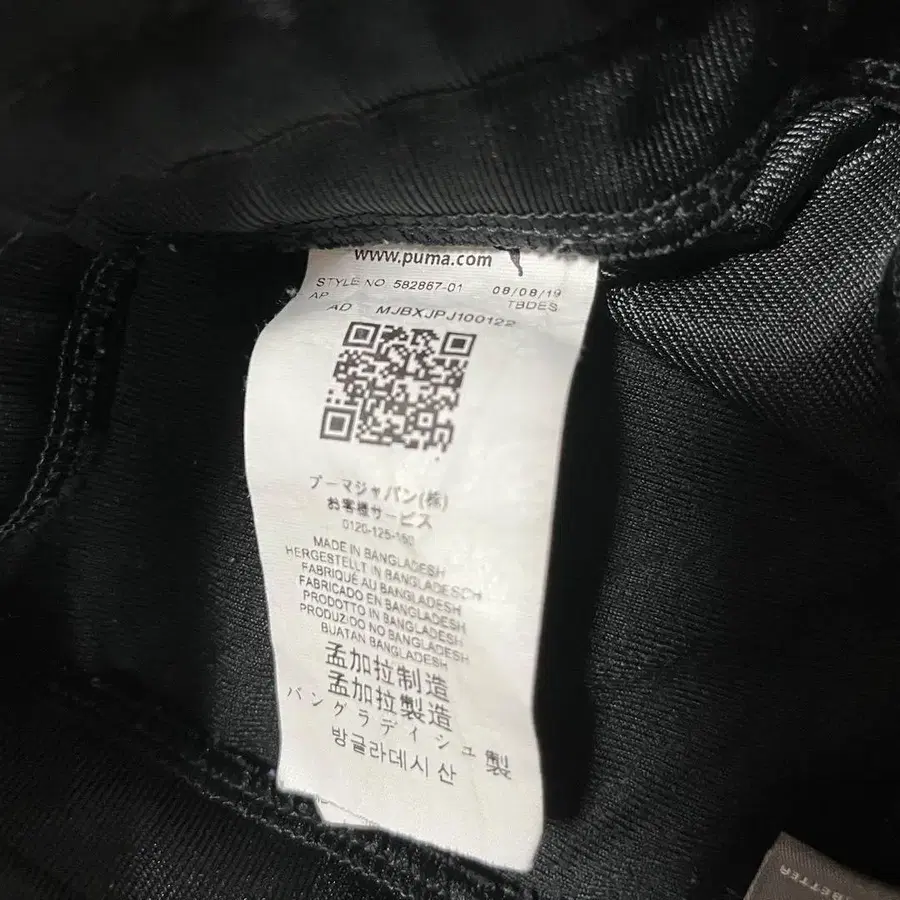 www.puma.com
STYLE NO 582867-01 08/08/19
AP TBDES
AD MJBXJPJ100122
プーマジャパン(株)
お客様サービス
0120-125-150
MADE IN BANGLADESH
HERGESTELLT IN BANGLADESCH
FABRIQUÉ AU BANGLADESH
FABRICADO EN BANGLADESH
PRODOTTO IN BANGLADESH
PRODUZIDO NO BANGLADESH
BUATAN BANGLADESH
孟加拉制造
孟加拉製造
バングラディシュ製
방글라데시 산
BETTER